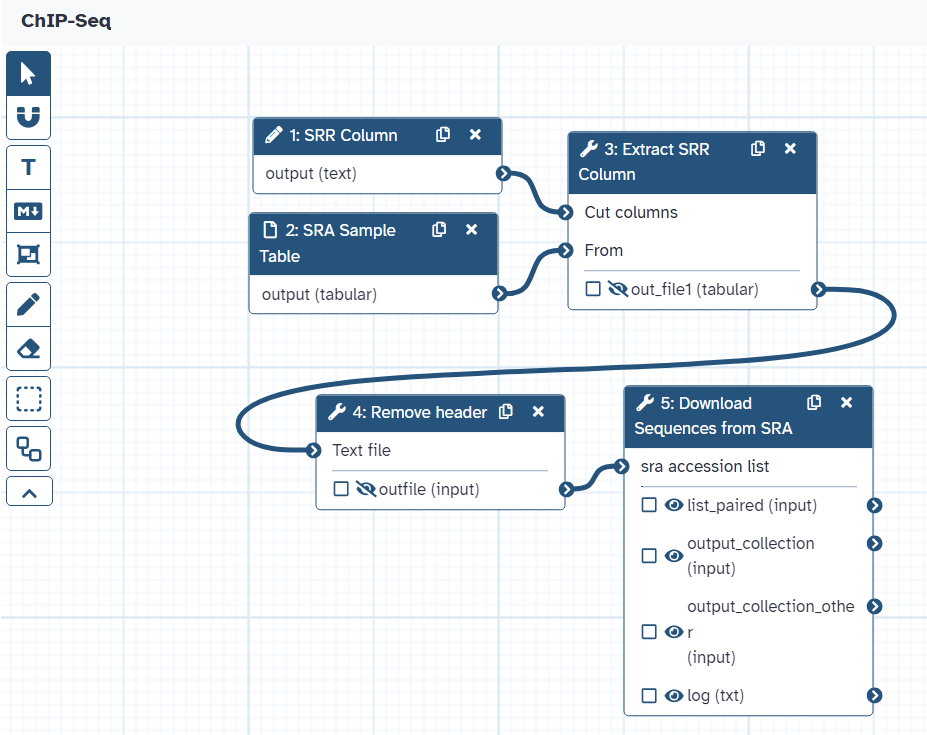 ChIP-Seq
1: SRR Column
output (text)
2: SRA Sample
Table
output (tabular)
3: Extract SRR
Column
Cut columns
From
out_file1 (tabular)
T
M
4: Remove header
Text file
outfile (input)
5: Download
Sequences from SRA
sra accession list
list_paired (input)
output_collection
(input)
output_collection_othe
r
(input)
log (txt)